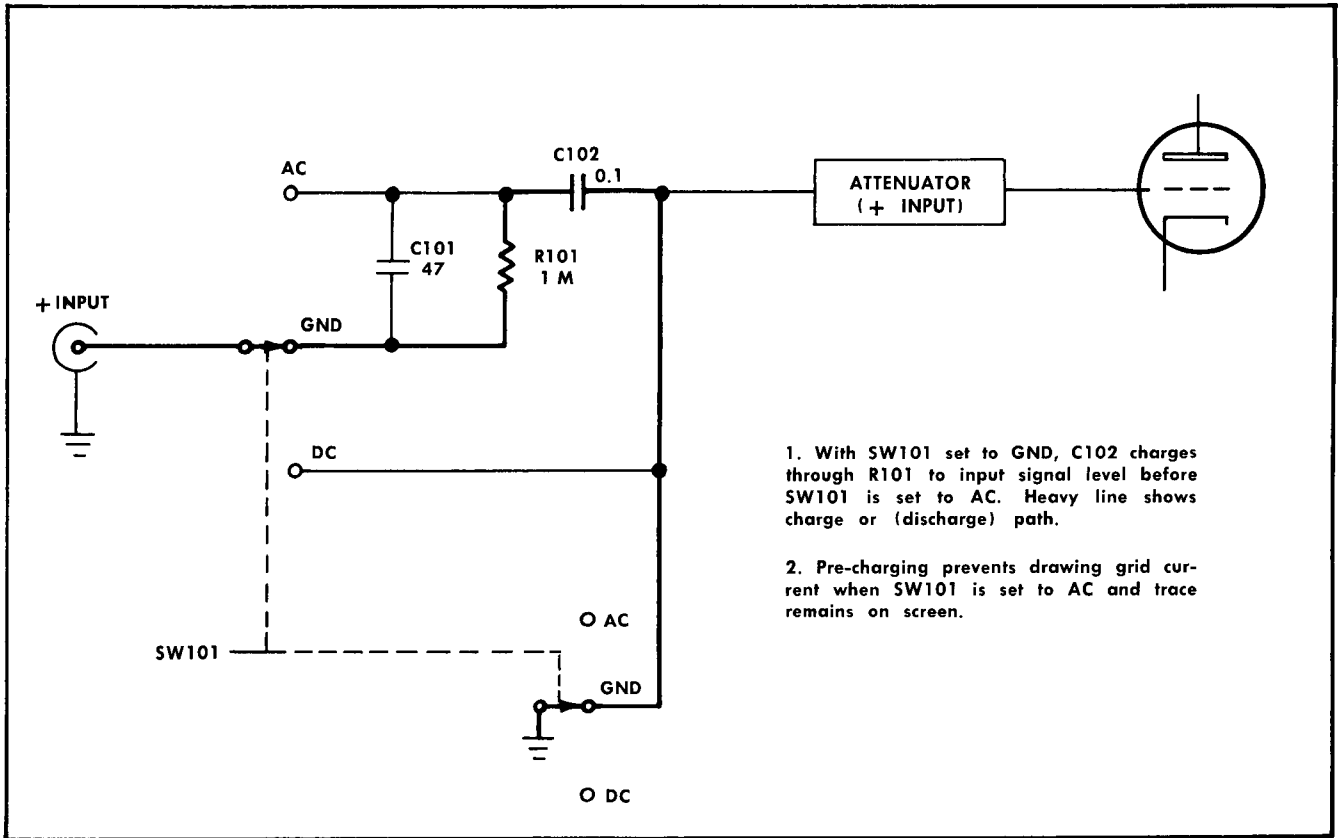 AC
C102
0.1
C101
47
R101
1 M
ATTENUATOR
(+ INPUT)
+ INPUT
GND
DC
1. With SW101 set to GND, C102 charges
through R101 to input signal level before
SW101 is set to AC. Heavy line shows
charge or (discharge) path.
2. Pre-charging prevents drawing grid cur-
rent when SW101 is set to AC and trace
remains on screen.
AC
SW101
GND
DC